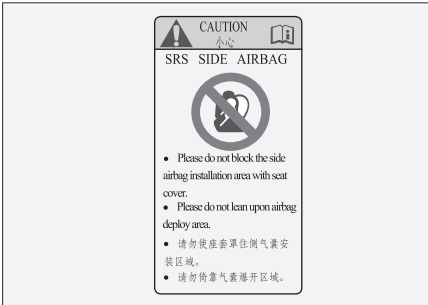 CAUTION
小心
SRS SIDE AIRBAG
● Please do not block the side
airbag installation area with seat
cover.
● Please do not lean upon airbag
deploy area.
● 请勿使座套罩住侧气囊安
装区域。
● 请勿倚靠气囊爆开区域。